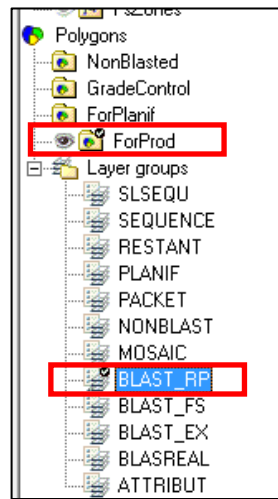 FsZones
Polygons
NonBlasted
GradeControl
ForPlanif
ForProd
Layer groups
SLSEQU
SEQUENCE
RESTANT
PLANIF
PACKET
NONBLAST
MOSAIC
BLAST_RP
BLAST_FS
BLAST_EX
BLASREAL
ATTRIBUT